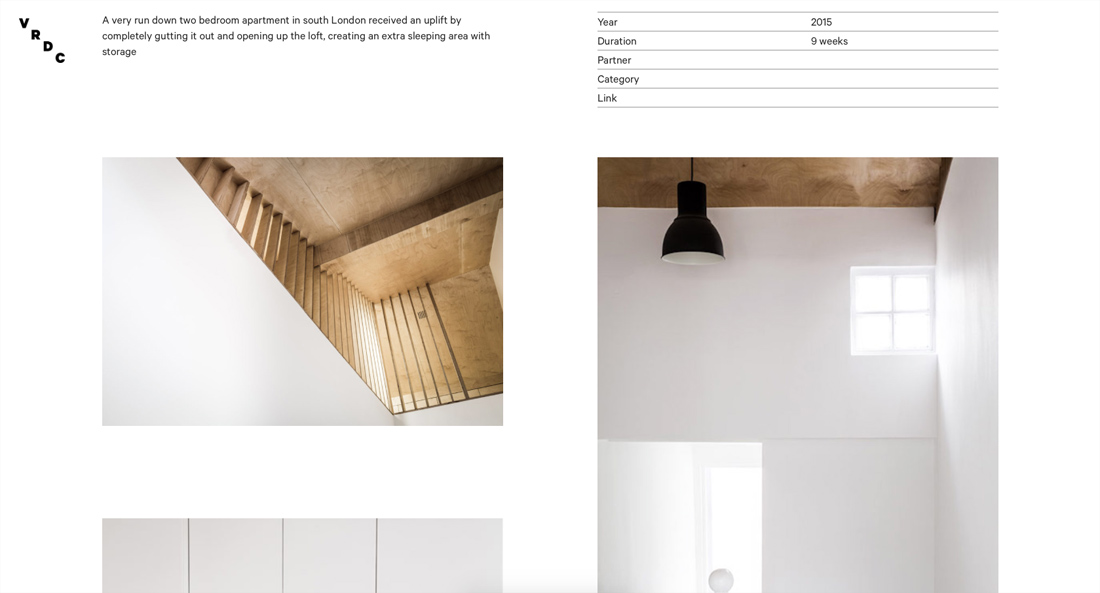 V
R
D
C
A very run down two bedroom apartment in south London received an uplift by
completely gutting it out and opening up the loft, creating an extra sleeping area with
storage
Year 2015
Duration 9 weeks
Partner
Category
Link